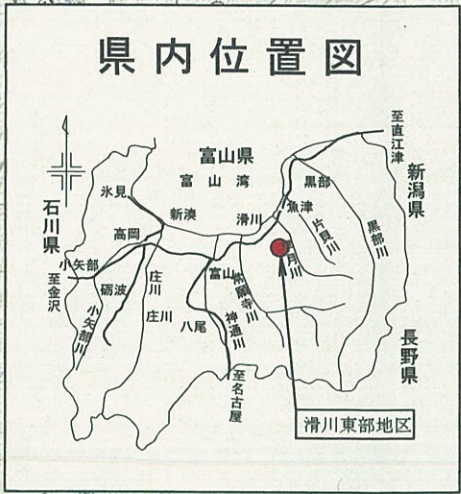 県内位置図
至直江津
富山県
富山湾
新潟県
黒部
氷見
魚津
石川県
新湊
滑川
片貝川
黒部川
高岡
月川
小矢部
富山
常願寺川
至金沢
砺波
庄川
庄川
小矢部川
八尾
神通川
長野県
至名古屋
滑川東部地区